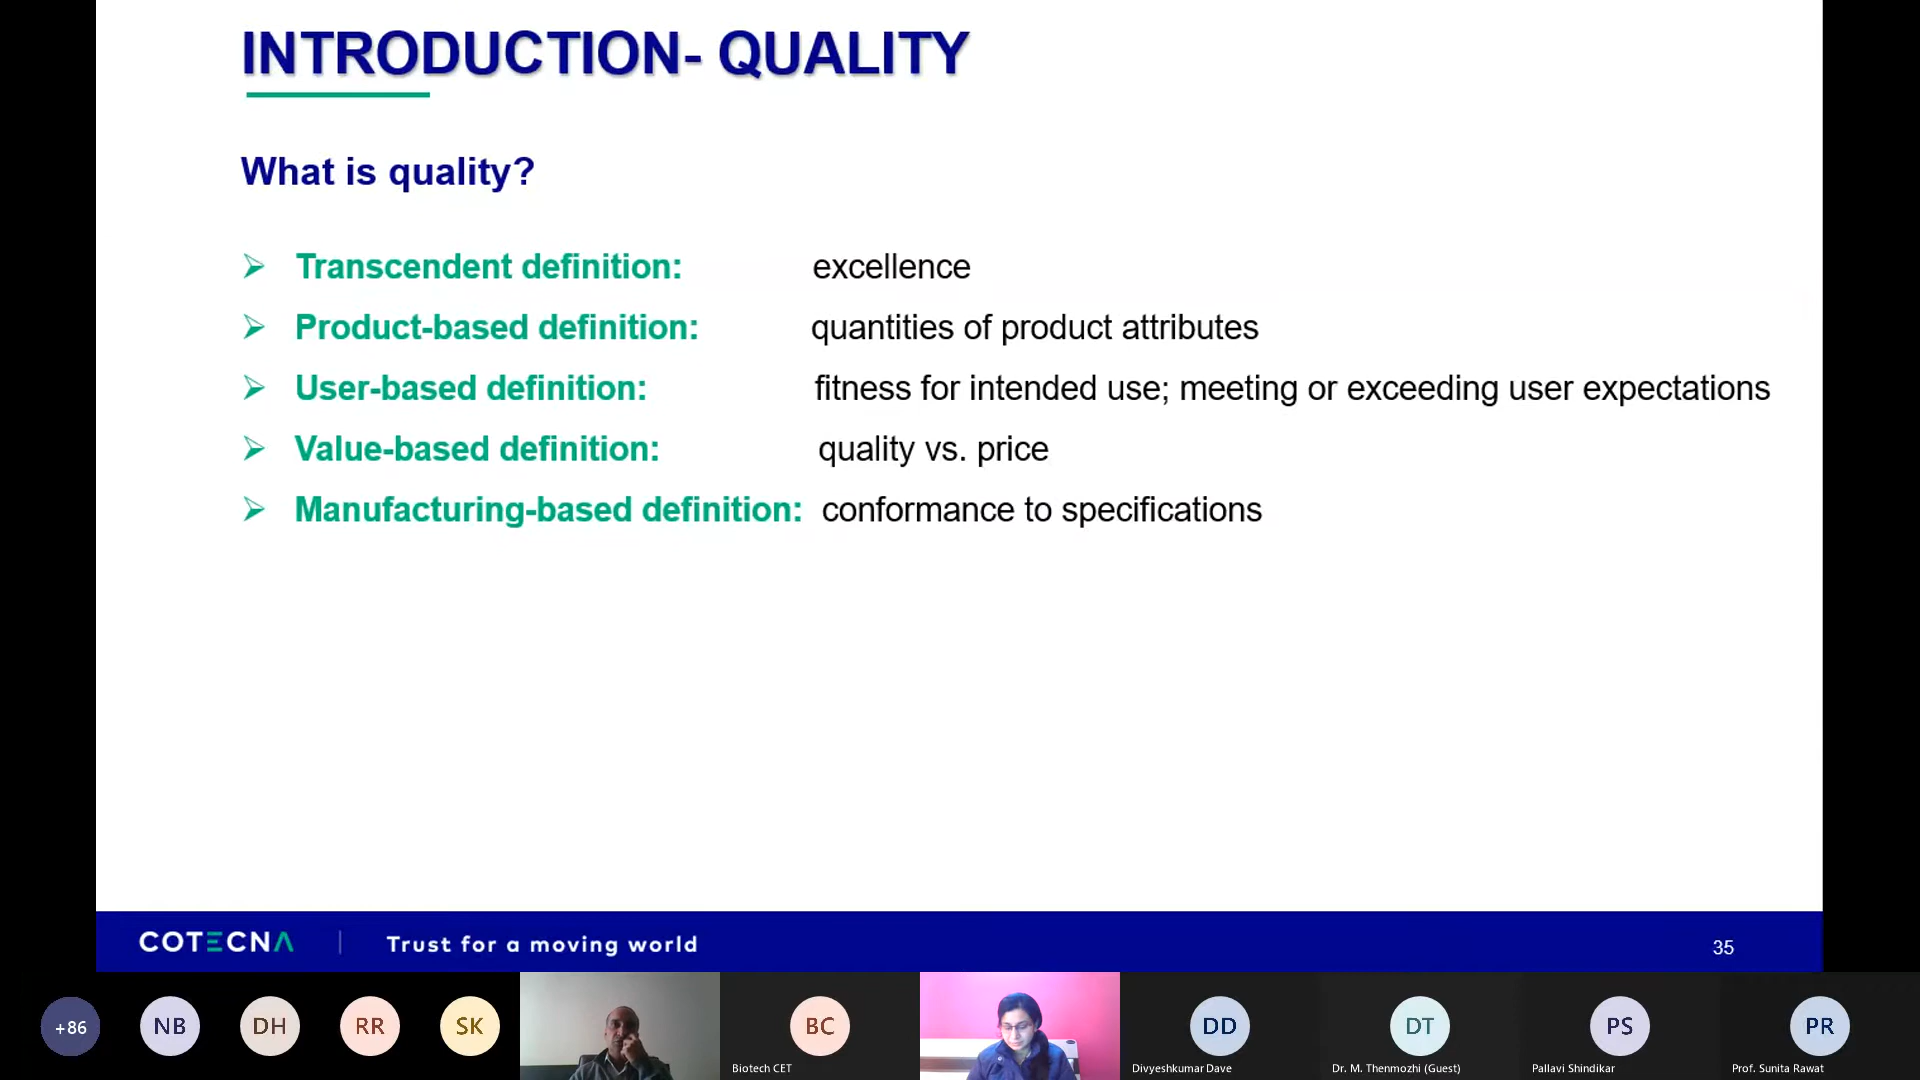 INTRODUCTION- QUALITY
What is quality?
Transcendent definition: excellence
Product-based definition: quantities of product attributes
User-based definition: fitness for intended use; meeting or exceeding user expectations
Value-based definition: quality vs. price
Manufacturing-based definition: conformance to specifications
COTECNA | Trust for a moving world 35
+86 NB DH RR SK BC DD DT PS PR
Biotech CET Divyeshkumar Dave Dr. M. Thenmozhi (Guest) Pallavi Shindikar Prof. Sunita Rawat